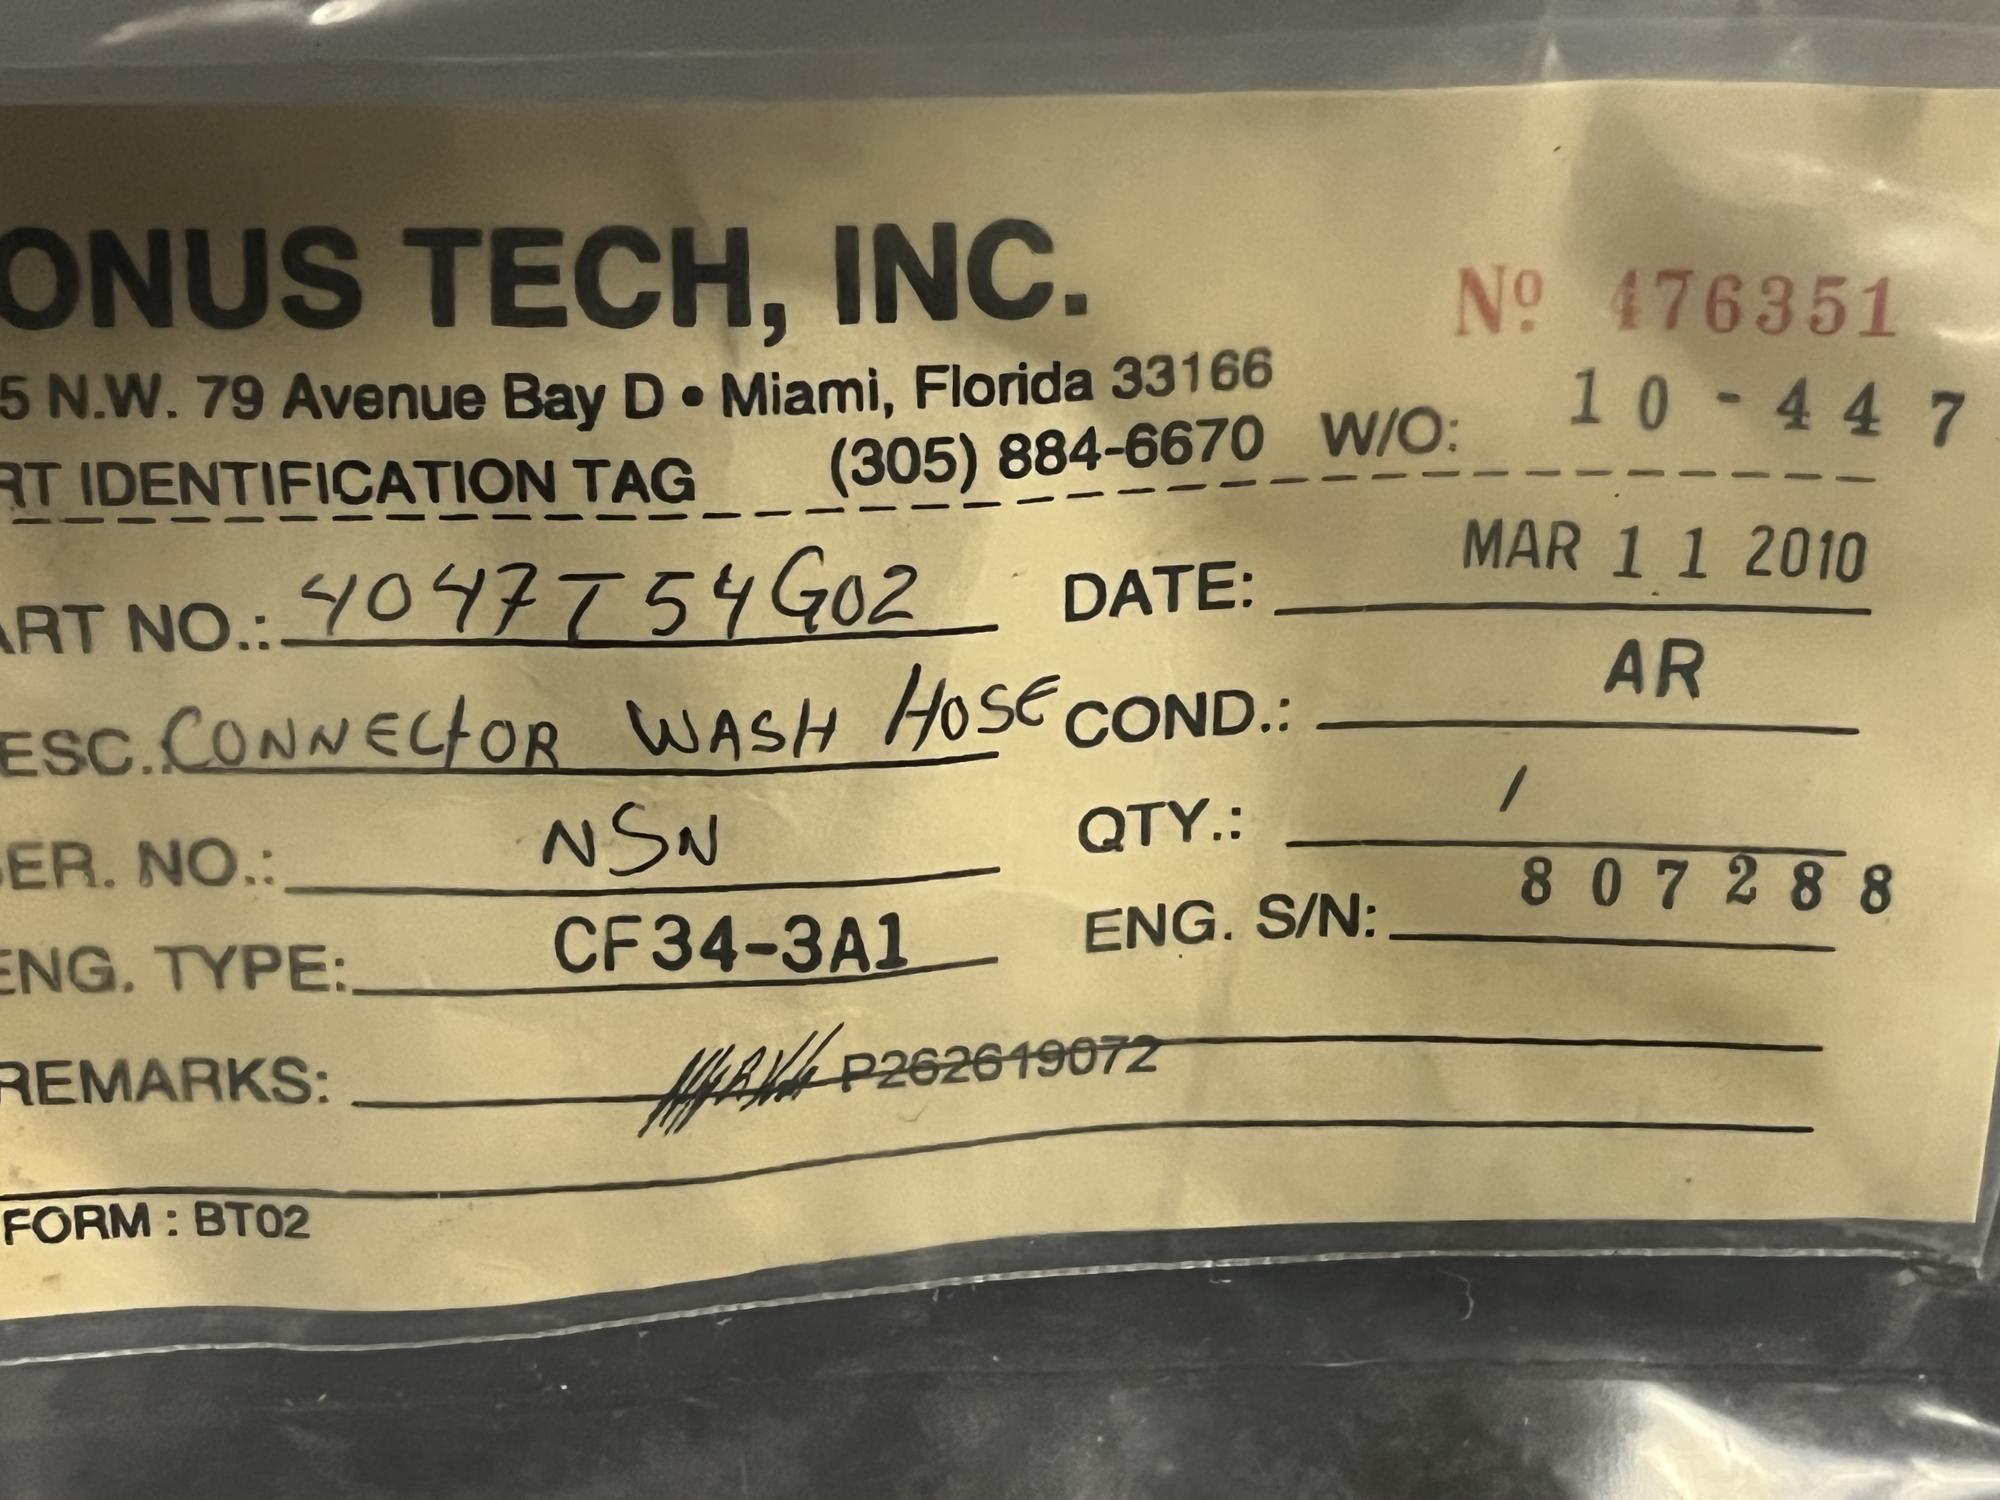 ONUS TECH, INC.
Nº 476351
5 N.W. 79 Avenue Bay D • Miami, Florida 33166
RT IDENTIFICATION TAG (305) 884-6670 W/O: 10-447
ART NO.: 4047T54G02 DATE: MAR 11 2010
ESC.: CONNECTOR WASH HOSE COND.: AR
QTY.: 1
SER. NO.: NSN
ENG. S/N: 807288
ENG. TYPE: CF34-3A1
REMARKS: P262619072
FORM : BT02